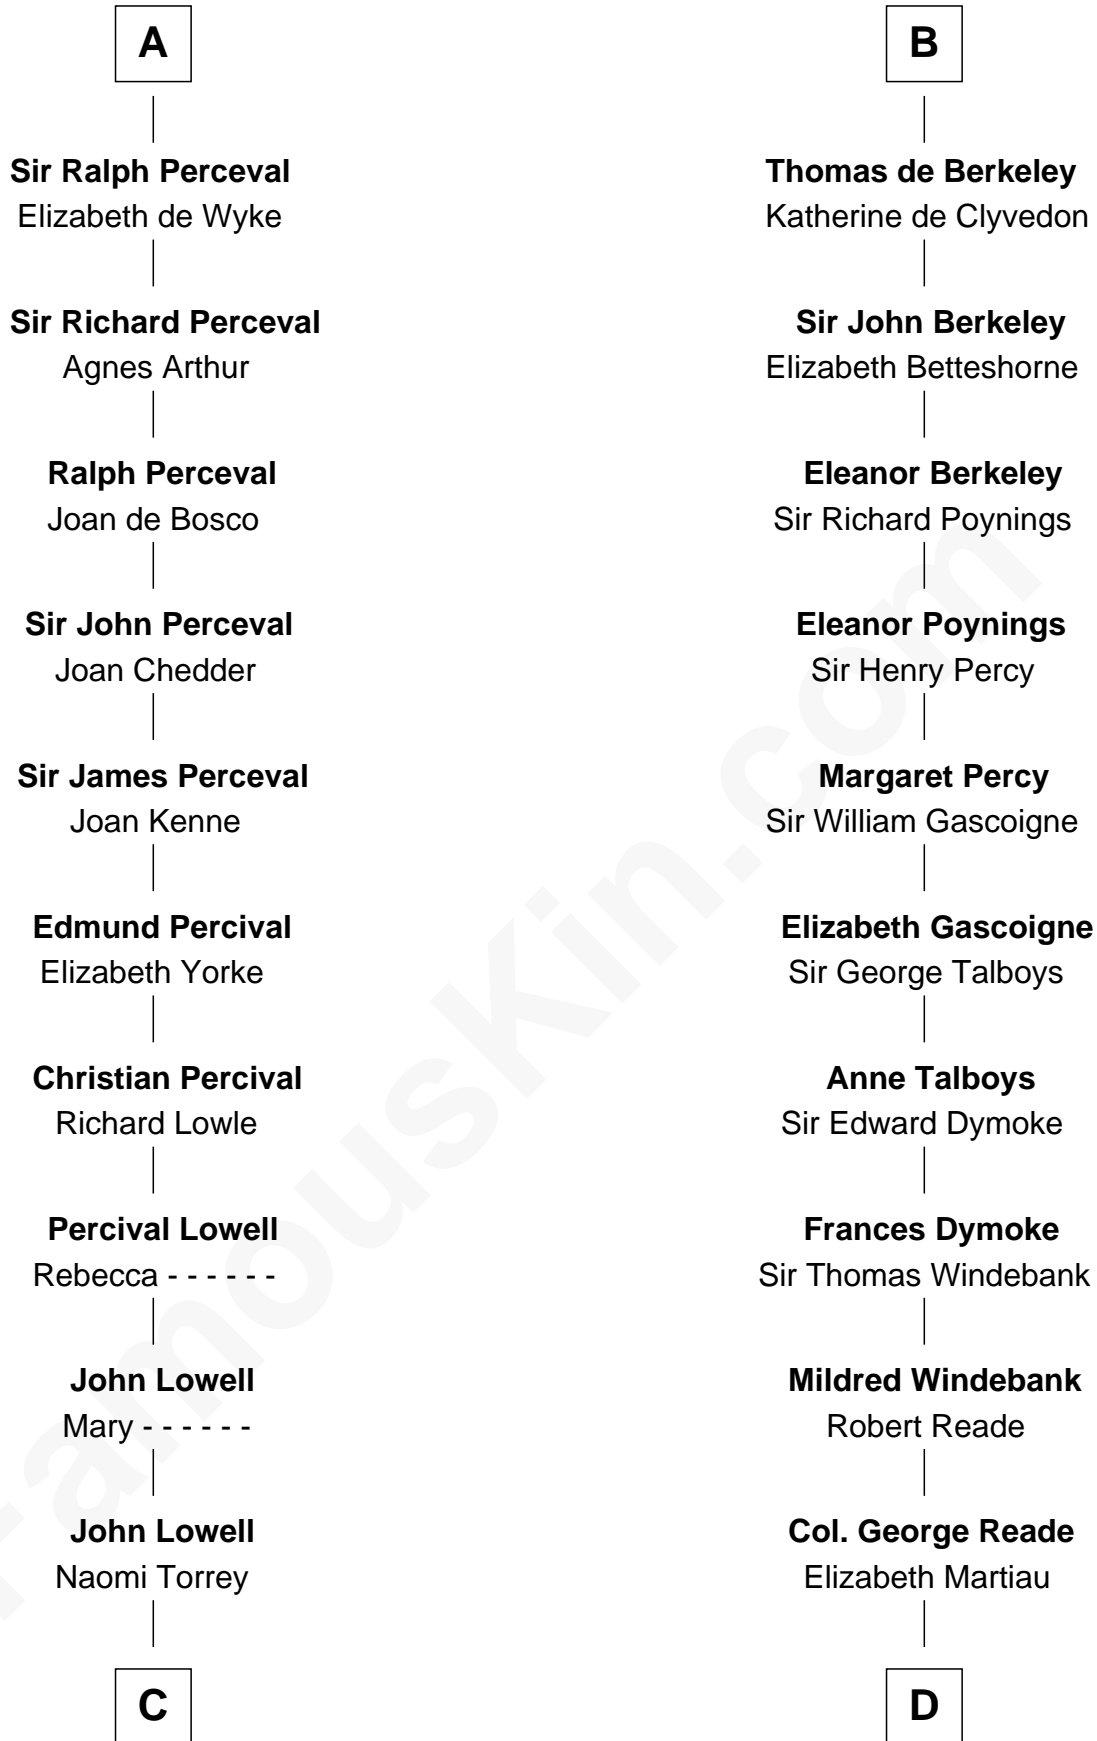 A
Sir Ralph Perceval
Elizabeth de Wyke
Sir Richard Perceval
Agnes Arthur
Ralph Perceval
Joan de Bosco
Sir John Perceval
Joan Chedder
Sir James Perceval
Joan Kenne
Edmund Percival
Elizabeth Yorke
Christian Percival
Richard Lowle
Percival Lowell
Rebecca - - - - - -
John Lowell
Mary - - - - - -
John Lowell
Naomi Torrey
C
B
Thomas de Berkeley
Katherine de Clyvedon
Sir John Berkeley
Elizabeth Betteshorne
Eleanor Berkeley
Sir Richard Poynings
Eleanor Poynings
Sir Henry Percy
Margaret Percy
Sir William Gascoigne
Elizabeth Gascoigne
Sir George Talboys
Anne Talboys
Sir Edward Dymoke
Frances Dymoke
Sir Thomas Windebank
Mildred Windebank
Robert Reade
Col. George Reade
Elizabeth Martiau
D
FamousKin.com